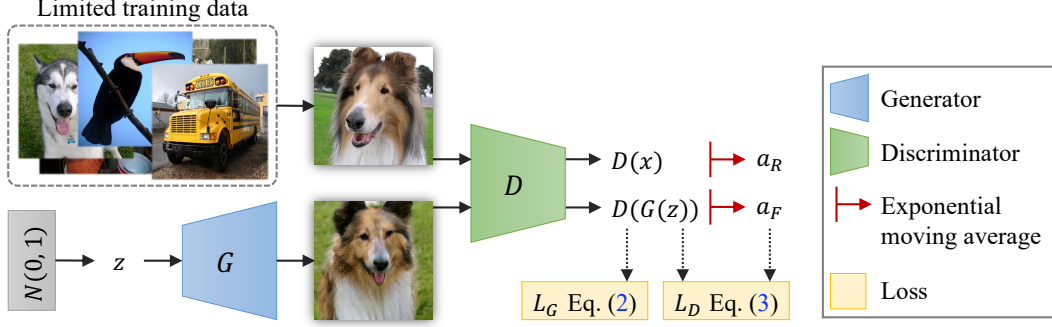 Limited training data
D
D(x)
a_R
D(G(z))
a_F
N(0, 1)
z
G
L_G Eq. (2)
L_D Eq. (3)
Generator
Discriminator
Exponential
moving average
Loss